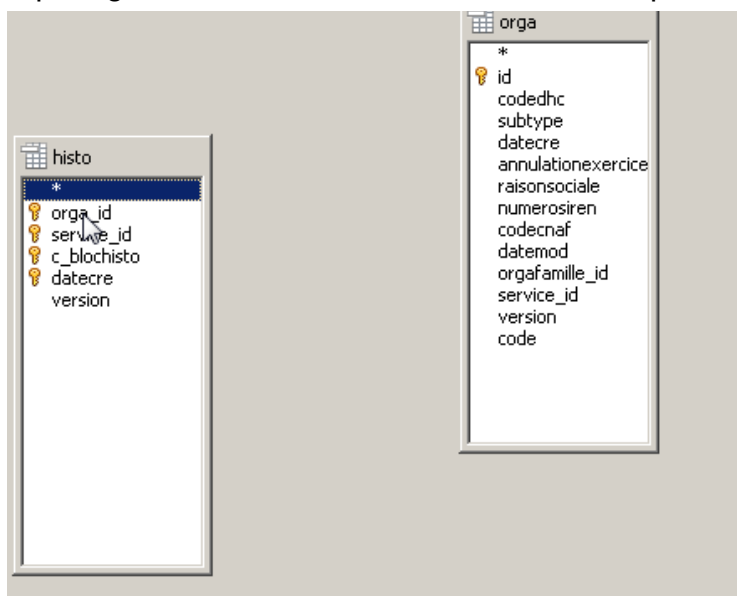 orga
*
id
codedhc
subtype
datecre
annulationexercice
raisonsociale
numerosiren
codecnaf
datemod
orgafamille_id
service_id
version
code
histo
*
orga_id
service_id
c_blochisto
datecre
version